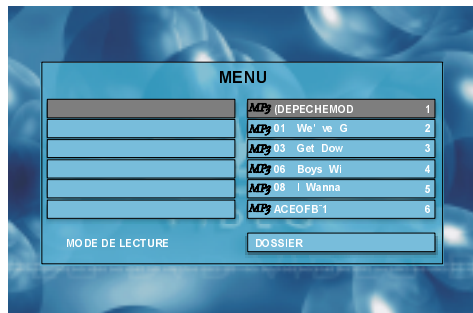 MENU
MP3 (DEPECHEMOD 1
MP3 01 We' ve G 2
MP3 03 Get Dow 3
MP3 06 Boys Wi 4
MP3 08 I Wanna 5
MP3 ACEOFB~1 6
MODE DE LECTURE DOSSIER